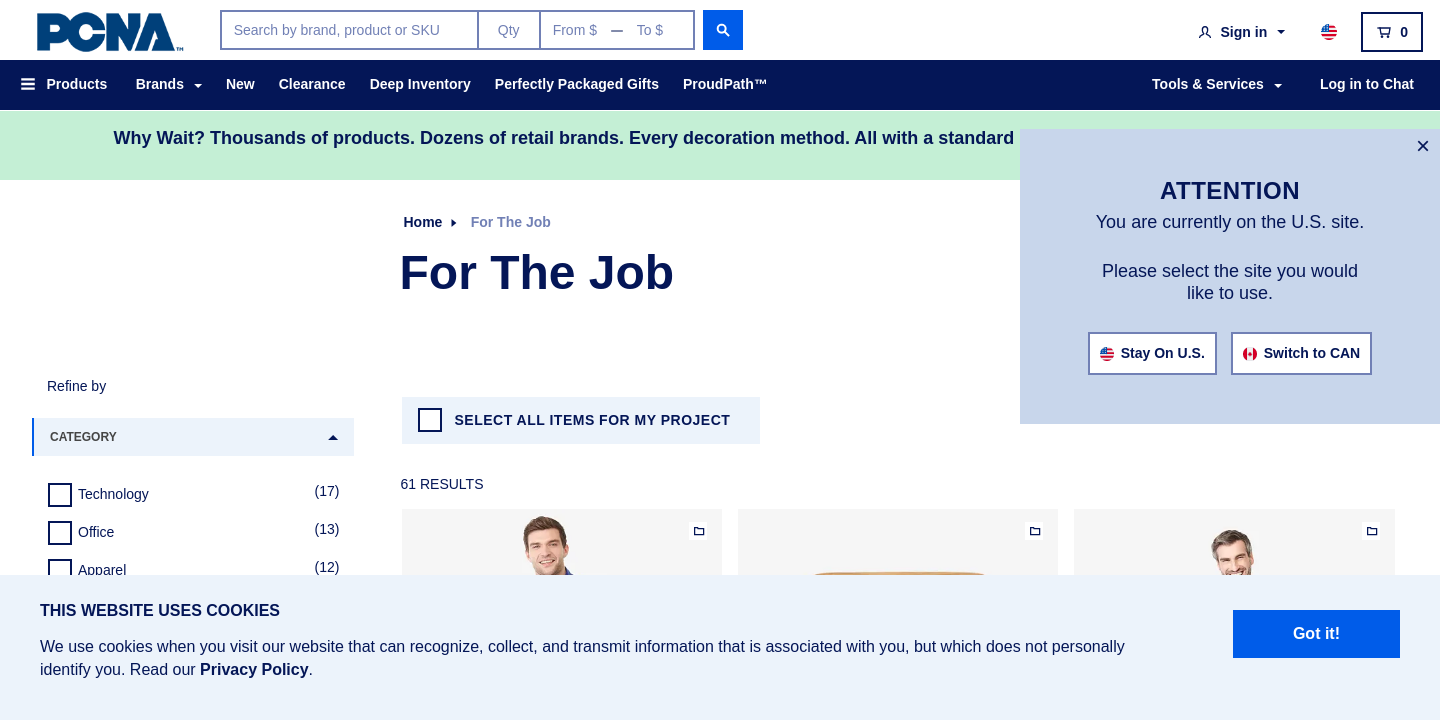 PCNA™
Search by brand, product or SKU
Qty
From $ — To $
Sign in
0
Products
Brands
New
Clearance
Deep Inventory
Perfectly Packaged Gifts
ProudPath™
Tools & Services
Log in to Chat
Why Wait? Thousands of products. Dozens of retail brands. Every decoration method. All with a standard
ATTENTION
You are currently on the U.S. site.
Please select the site you would
like to use.
Stay On U.S.
Switch to CAN
Home
For The Job
For The Job
Refine by
CATEGORY
Technology (17)
Office (13)
Apparel (12)
SELECT ALL ITEMS FOR MY PROJECT
61 RESULTS
THIS WEBSITE USES COOKIES
We use cookies when you visit our website that can recognize, collect, and transmit information that is associated with you, but which does not personally
identify you. Read our Privacy Policy.
Got it!